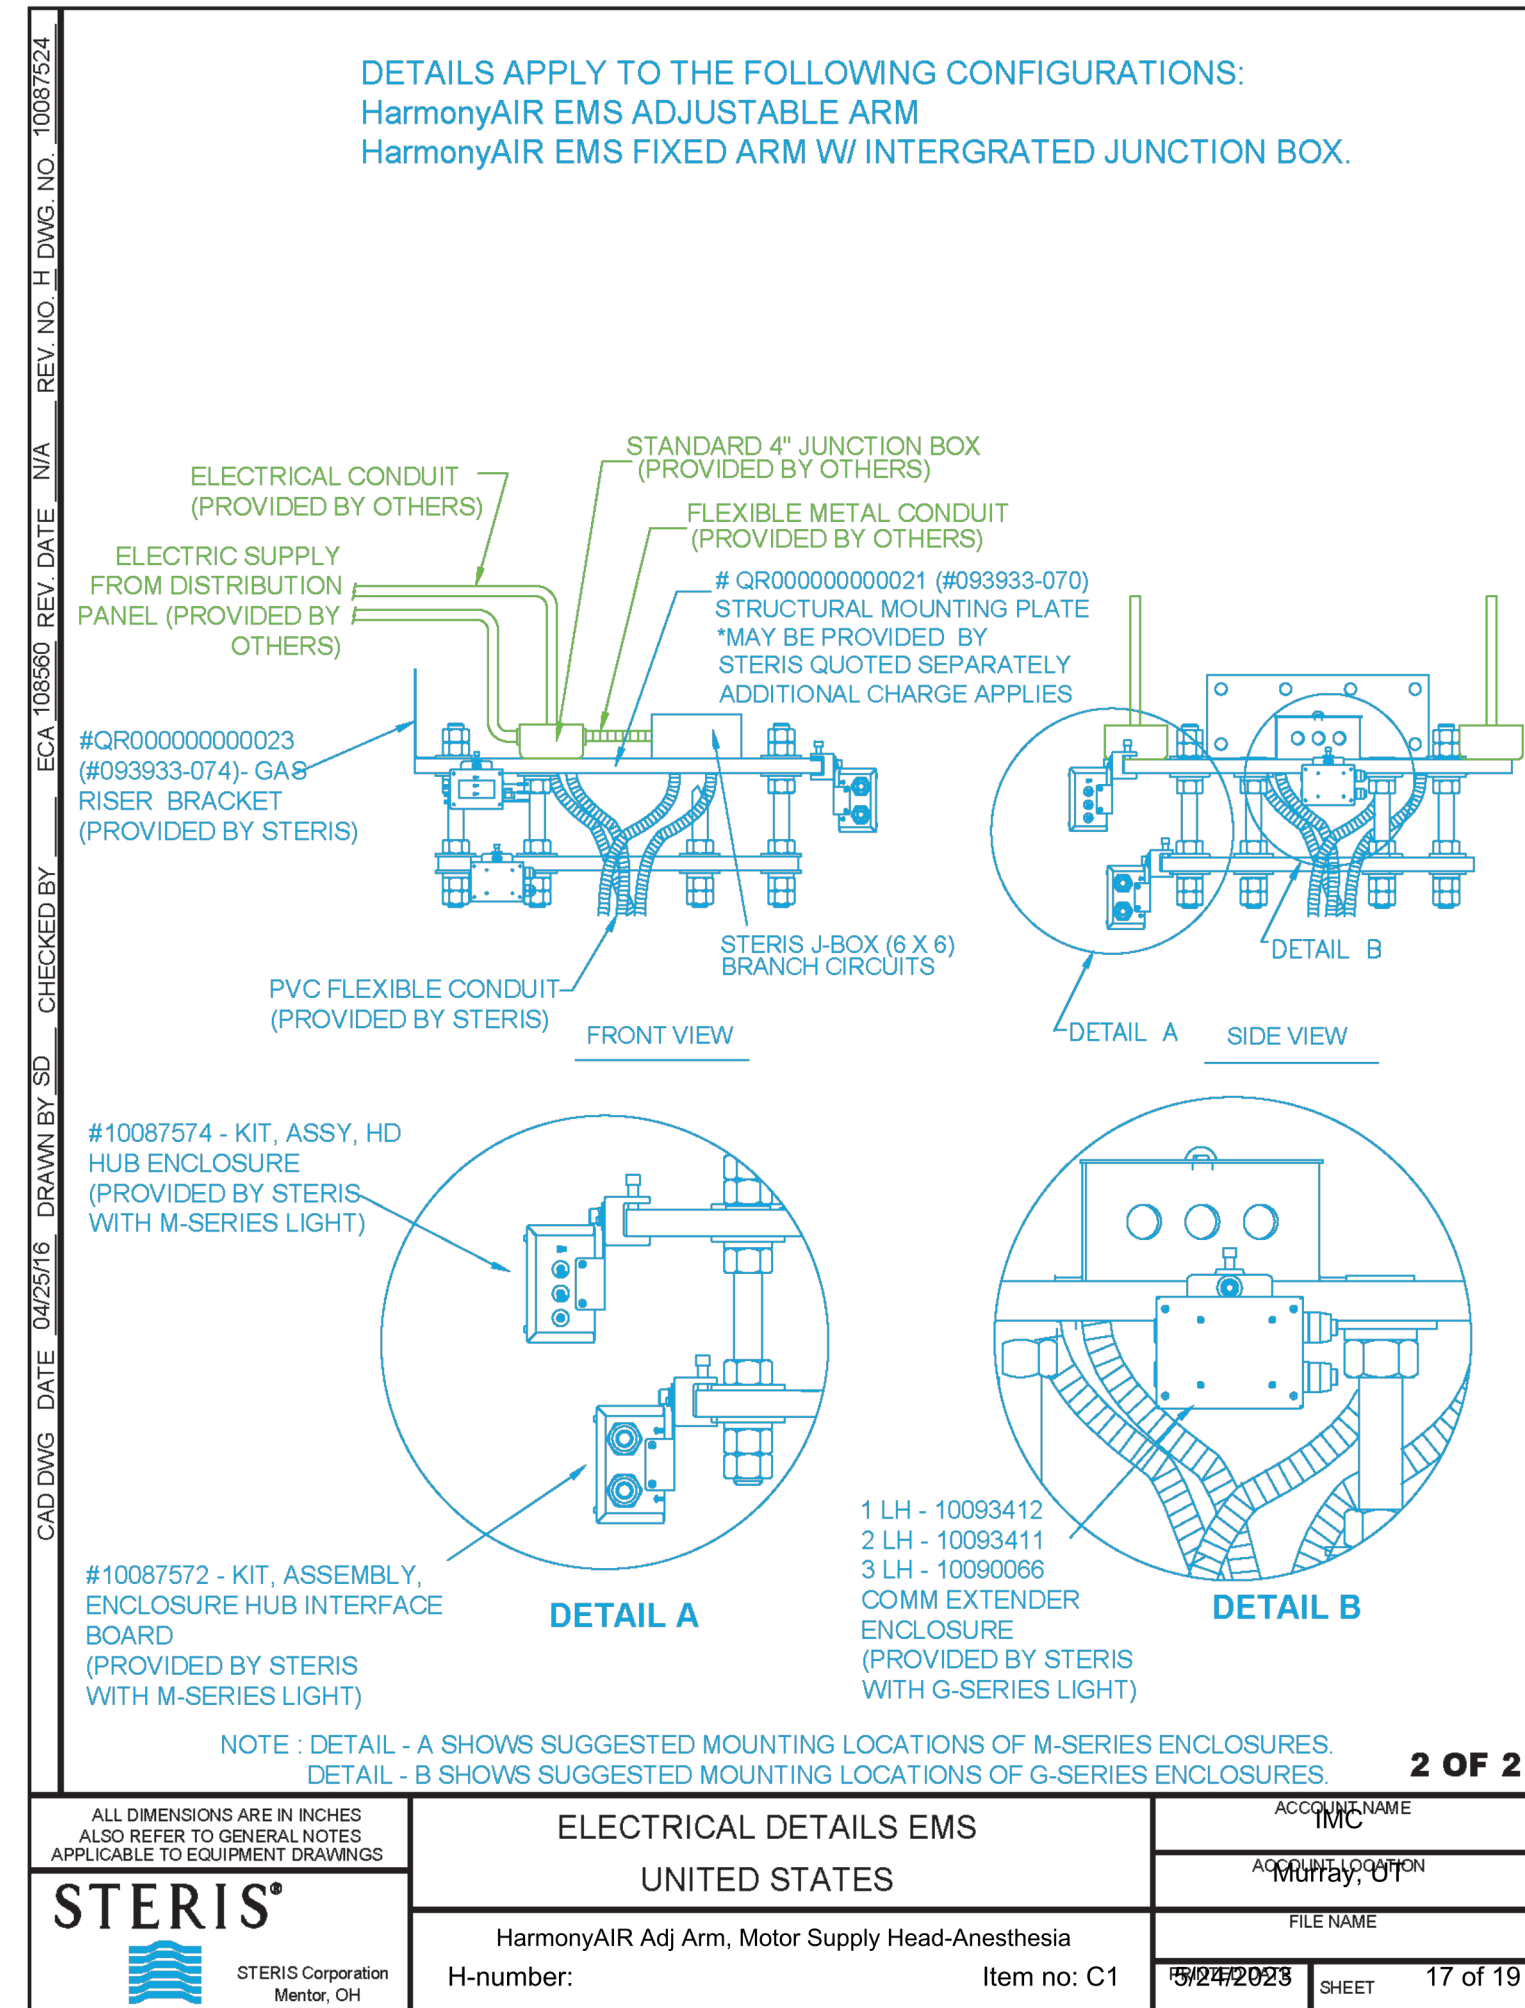 DETAILS APPLY TO THE FOLLOWING CONFIGURATIONS:
HarmonyAIR EMS ADJUSTABLE ARM
HarmonyAIR EMS FIXED ARM W/ INTERGRATED JUNCTION BOX.
CAD DWG DATE 04/25/16 DRAWN BY SD CHECKED BY ECA 108560 REV. DATE N/A REV. NO. H DWG. NO. 10087524
STANDARD 4" JUNCTION BOX
(PROVIDED BY OTHERS)
ELECTRICAL CONDUIT
(PROVIDED BY OTHERS)
FLEXIBLE METAL CONDUIT
(PROVIDED BY OTHERS)
ELECTRIC SUPPLY
FROM DISTRIBUTION
PANEL (PROVIDED BY
OTHERS)
# QR000000000021 (#093933-070)
STRUCTURAL MOUNTING PLATE
*MAY BE PROVIDED BY
STERIS QUOTED SEPARATELY
ADDITIONAL CHARGE APPLIES
#QR000000000023
(#093933-074)- GAS
RISER BRACKET
(PROVIDED BY STERIS)
STERIS J-BOX (6 X 6)
BRANCH CIRCUITS
PVC FLEXIBLE CONDUIT
(PROVIDED BY STERIS)
FRONT VIEW
DETAIL B
DETAIL A
SIDE VIEW
#10087574 - KIT, ASSY, HD
HUB ENCLOSURE
(PROVIDED BY STERIS
WITH M-SERIES LIGHT)
#10087572 - KIT, ASSEMBLY,
ENCLOSURE HUB INTERFACE
BOARD
(PROVIDED BY STERIS
WITH M-SERIES LIGHT)
DETAIL A
1 LH - 10093412
2 LH - 10093411
3 LH - 10090066
COMM EXTENDER
ENCLOSURE
(PROVIDED BY STERIS
WITH G-SERIES LIGHT)
DETAIL B
NOTE : DETAIL - A SHOWS SUGGESTED MOUNTING LOCATIONS OF M-SERIES ENCLOSURES.
DETAIL - B SHOWS SUGGESTED MOUNTING LOCATIONS OF G-SERIES ENCLOSURES.
2 OF 2
ALL DIMENSIONS ARE IN INCHES
ALSO REFER TO GENERAL NOTES
APPLICABLE TO EQUIPMENT DRAWINGS
STERIS®
STERIS Corporation
Mentor, OH
ELECTRICAL DETAILS EMS
UNITED STATES
HarmonyAIR Adj Arm, Motor Supply Head-Anesthesia
H-number: Item no: C1
ACCOUNT NAME
IMC
ACCOUNT LOCATION
Murray, UT
FILE NAME
PRINTED DATE
5/24/2023
SHEET 17 of 19